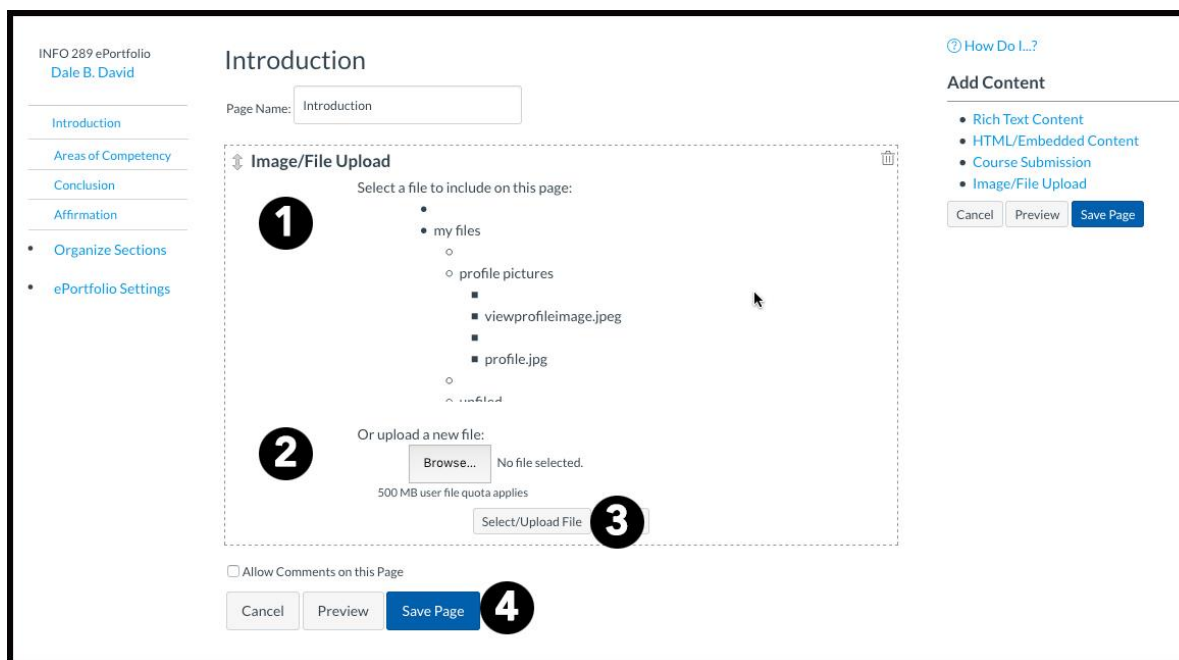 INFO 289 ePortfolio
Dale B. David
Introduction
Areas of Competency
Conclusion
Affirmation
Organize Sections
ePortfolio Settings
Introduction
Page Name: Introduction
Image/File Upload
1
Select a file to include on this page:
my files
profile pictures
viewprofileimage.jpeg
profile.jpg
unfiled
2
Or upload a new file:
Browse... No file selected.
500 MB user file quota applies
Select/Upload File 3
Allow Comments on this Page
Cancel Preview Save Page 4
? How Do I...?
Add Content
Rich Text Content
HTML/Embedded Content
Course Submission
Image/File Upload
Cancel Preview Save Page